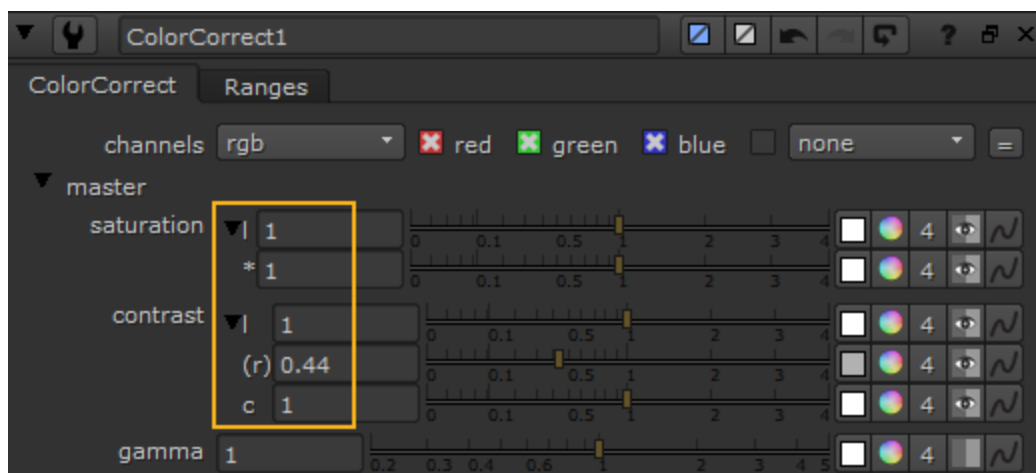 ColorCorrect1 ?
ColorCorrect Ranges
channels rgb red green blue none =
master
saturation l 1 0 0.1 0.5 1 2 3 4 4
* 1 0 0.1 0.5 1 2 3 4 4
contrast l 1 0 0.1 0.5 1 2 3 4 4
(r) 0.44 0 0.1 0.5 1 2 3 4 4
c 1 0 0.1 0.5 1 2 3 4 4
gamma 1 0.2 0.3 0.4 0.6 1 2 3 4 5 4